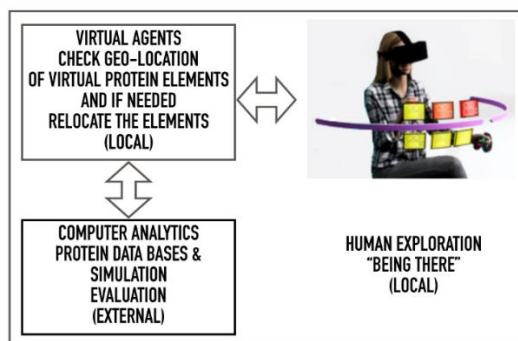 VIRTUAL AGENTS
CHECK GEO-LOCATION
OF VIRTUAL PROTEIN ELEMENTS
AND IF NEEDED
RELOCATE THE ELEMENTS
(LOCAL)
COMPUTER ANALYTICS
PROTEIN DATA BASES &
SIMULATION
EVALUATION
(EXTERNAL)
HUMAN EXPLORATION
“BEING THERE”
(LOCAL)